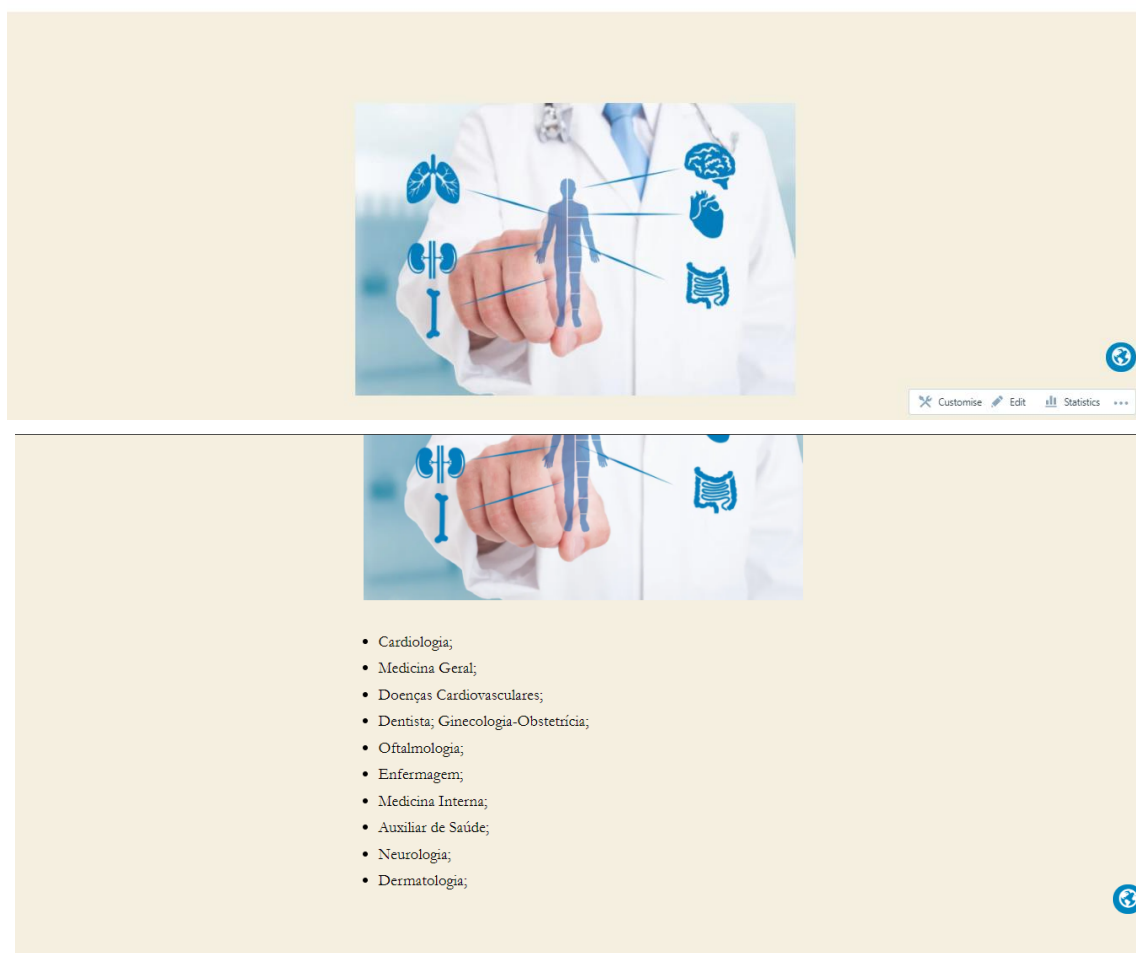 Customise Edit Statistics
Cardiologia;
Medicina Geral;
Doenças Cardiovasculares;
Dentista; Ginecologia-Obstetrícia;
Oftalmologia;
Enfermagem;
Medicina Interna;
Auxiliar de Saúde;
Neurologia;
Dermatologia;